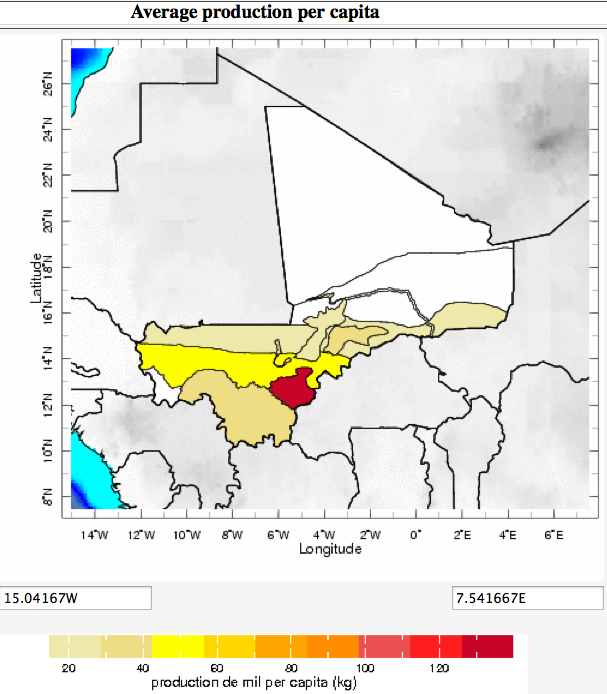 Average production per capita
26°N
24°N
22°N
20°N
18°N
16°N
14°N
12°N
10°N
8°N
Latitude
14°W 12°W 10°W 8°W 6°W 4°W 2°W 0° 2°E 4°E 6°E
Longitude
15.04167W 7.541667E
20 40 60 80 100 120
production de mil per capita (kg)